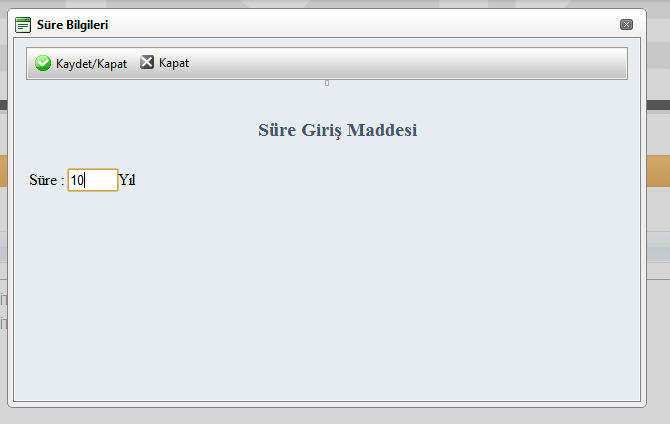 Süre Bilgileri
Kaydet/Kapat Kapat
Süre Giriş Maddesi
Süre : 10 Yıl